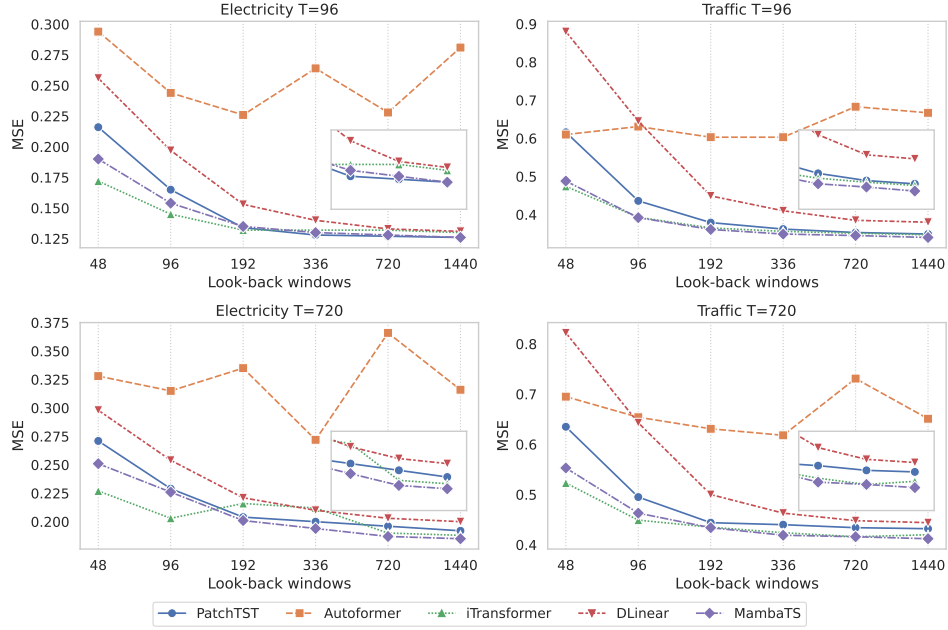 Electricity T=96
MSE
0.300
0.275
0.250
0.225
0.200
0.175
0.150
0.125
48 96 192 336 720 1440
Look-back windows
Traffic T=96
MSE
0.9
0.8
0.7
0.6
0.5
0.4
48 96 192 336 720 1440
Look-back windows
Electricity T=720
MSE
0.375
0.350
0.325
0.300
0.275
0.250
0.225
0.200
48 96 192 336 720 1440
Look-back windows
Traffic T=720
MSE
0.8
0.7
0.6
0.5
0.4
48 96 192 336 720 1440
Look-back windows
PatchTST Autoformer iTransformer DLinear MambaTS